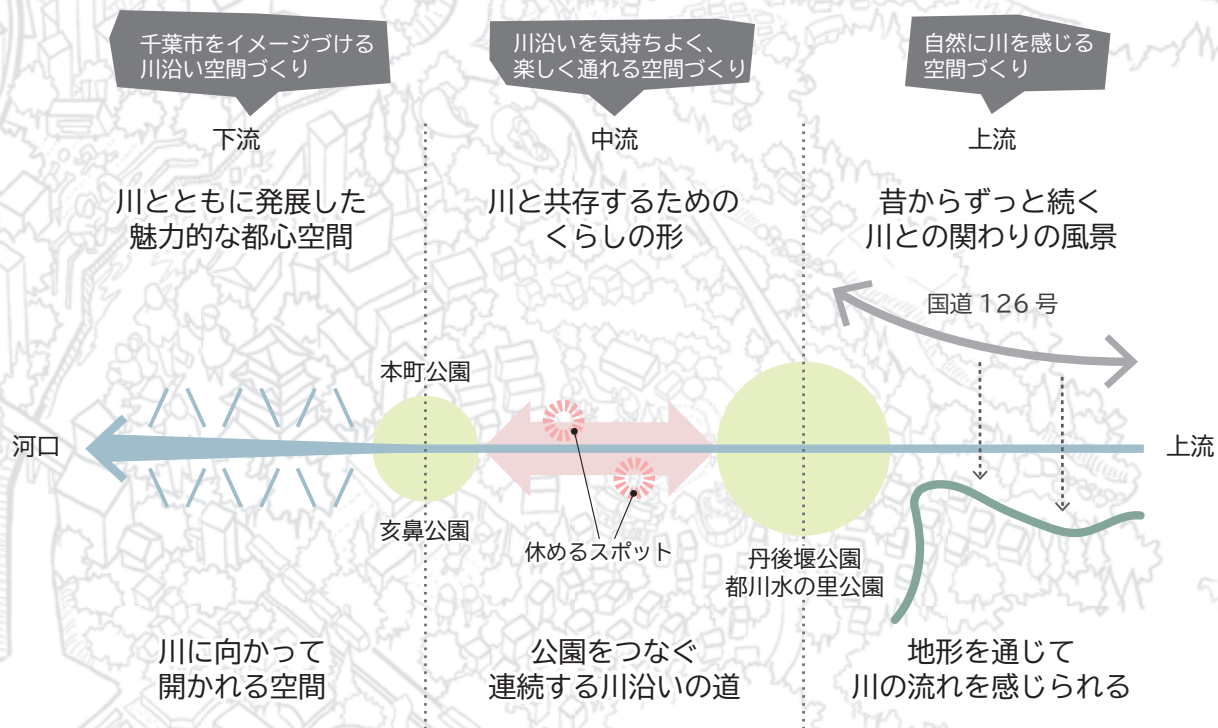 千葉市をイメージづける
川沿い空間づくり
川沿いを気持ちよく、
楽しく通れる空間づくり
自然に川を感じる
空間づくり
下流
中流
上流
川とともに発展した
魅力的な都心空間
川と共存するための
くらしの形
昔からずっと続く
川との関わりの風景
国道 126 号
本町公園
河口
上流
亥鼻公園
休めるスポット
丹後堰公園
都川水の里公園
川に向かって
開かれる空間
公園をつなぐ
連続する川沿いの道
地形を通じて
川の流れを感じられる